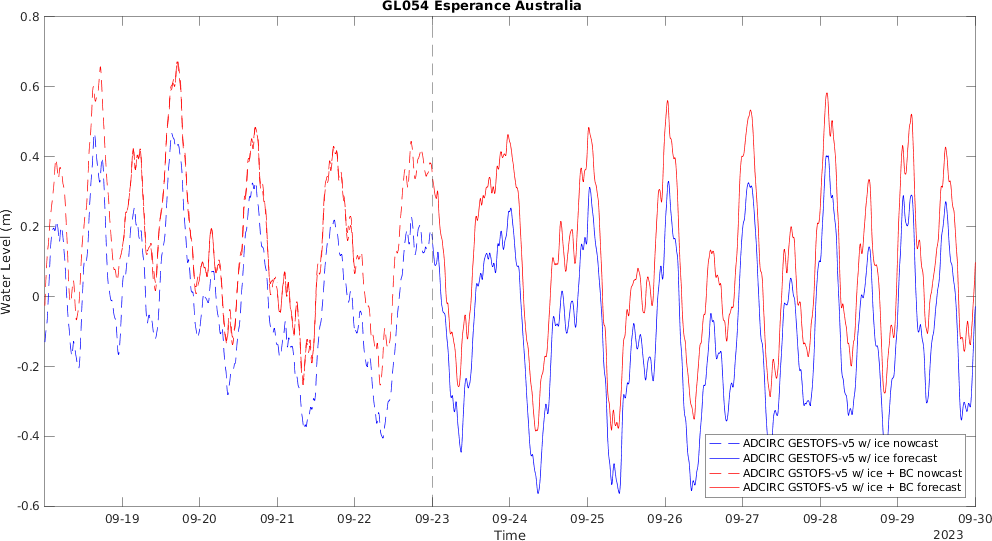 GL054 Esperance Australia
0.8
0.6
0.4
0.2
0
-0.2
-0.4
-0.6
Water Level (m)
ADCIRC GESTOFS-v5 w/ ice nowcast
ADCIRC GESTOFS-v5 w/ ice forecast
ADCIRC GSTOFS-v5 w/ ice + BC nowcast
ADCIRC GSTOFS-v5 w/ ice + BC forecast
09-19 09-20 09-21 09-22 09-23 09-24 09-25 09-26 09-27 09-28 09-29 09-30
Time
2023